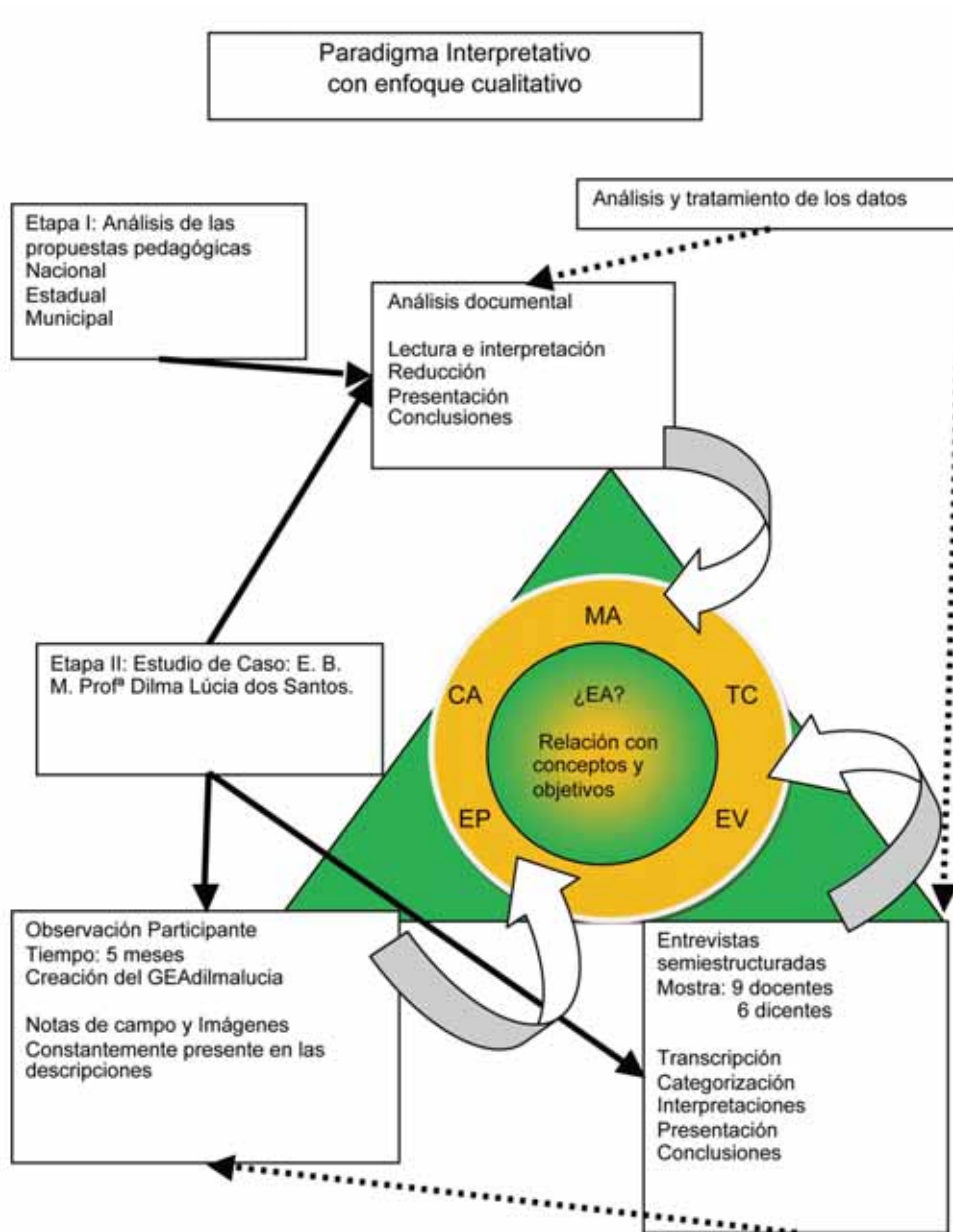 Paradigma Interpretativo
con enfoque cualitativo
Análisis y tratamiento de los datos
Etapa I: Análisis de las
propuestas pedagógicas
Nacional
Estadual
Municipal
Análisis documental
Lectura e interpretación
Reducción
Presentación
Conclusiones
Etapa II: Estudio de Caso: E. B.
M. Profª Dilma Lúcia dos Santos.
MA
CA
TC
¿EA?
Relación con
conceptos y
objetivos
EP
EV
Observación Participante
Tiempo: 5 meses
Creación del GEAdilmalucia
Notas de campo y Imágenes
Constantemente presente en las
descripciones
Entrevistas
semiestructuradas
Mostra: 9 docentes
6 dicentes
Transcripción
Categorización
Interpretaciones
Presentación
Conclusiones